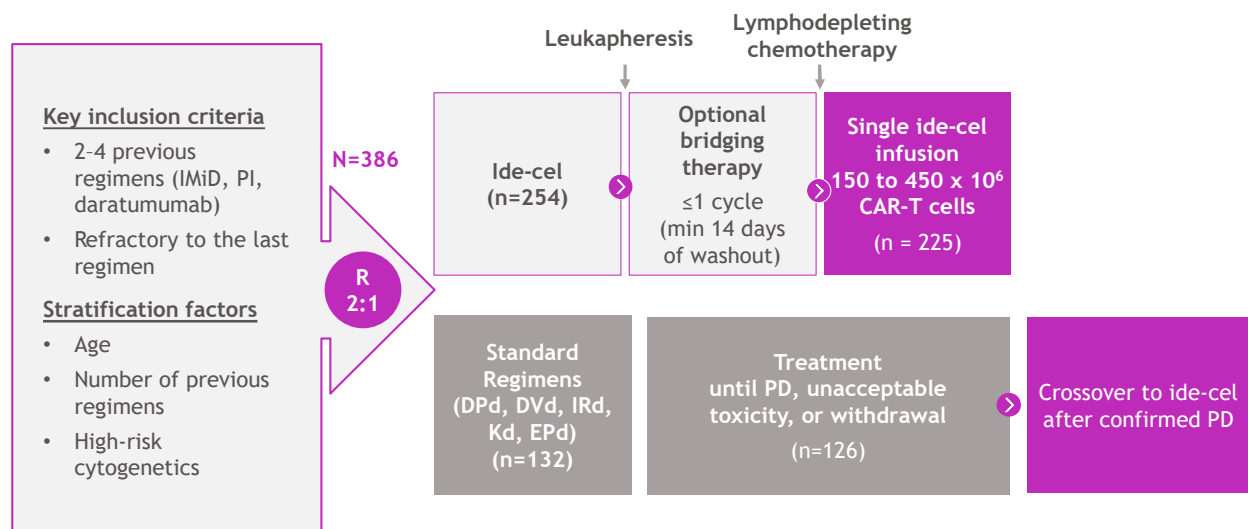 Key inclusion criteria
• 2–4 previous
regimens (IMiD, PI,
daratumumab)
• Refractory to the last
regimen
Stratification factors
• Age
• Number of previous
regimens
• High-risk
cytogenetics
N=386
R
2:1
Leukapheresis
Lymphodepleting
chemotherapy
Ide-cel
(n=254)
Optional
bridging
therapy
≤1 cycle
(min 14 days
of washout)
Single ide-cel
infusion
150 to 450 x 10⁶
CAR-T cells
(n = 225)
Standard
Regimens
(DPd, DVd, IRd,
Kd, EPd)
(n=132)
Treatment
until PD, unacceptable
toxicity, or withdrawal
(n=126)
Crossover to ide-cel
after confirmed PD